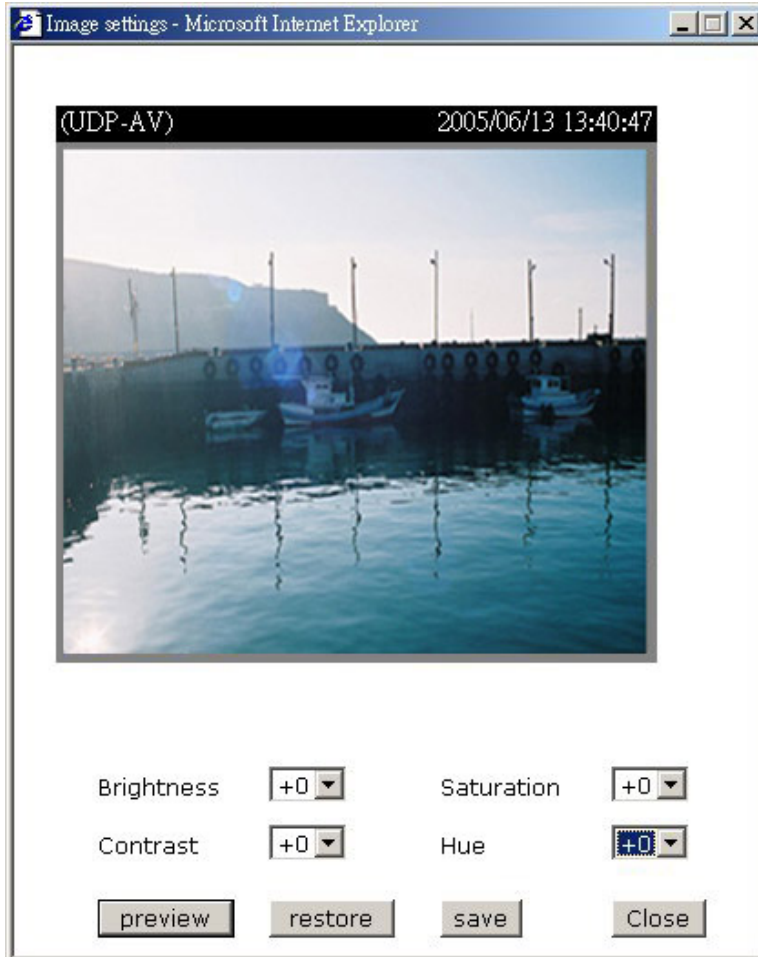 Image settings - Microsoft Internet Explorer
(UDP-AV) 2005/06/13 13:40:47
Brightness +0 Saturation +0
Contrast +0 Hue +0
preview restore save Close